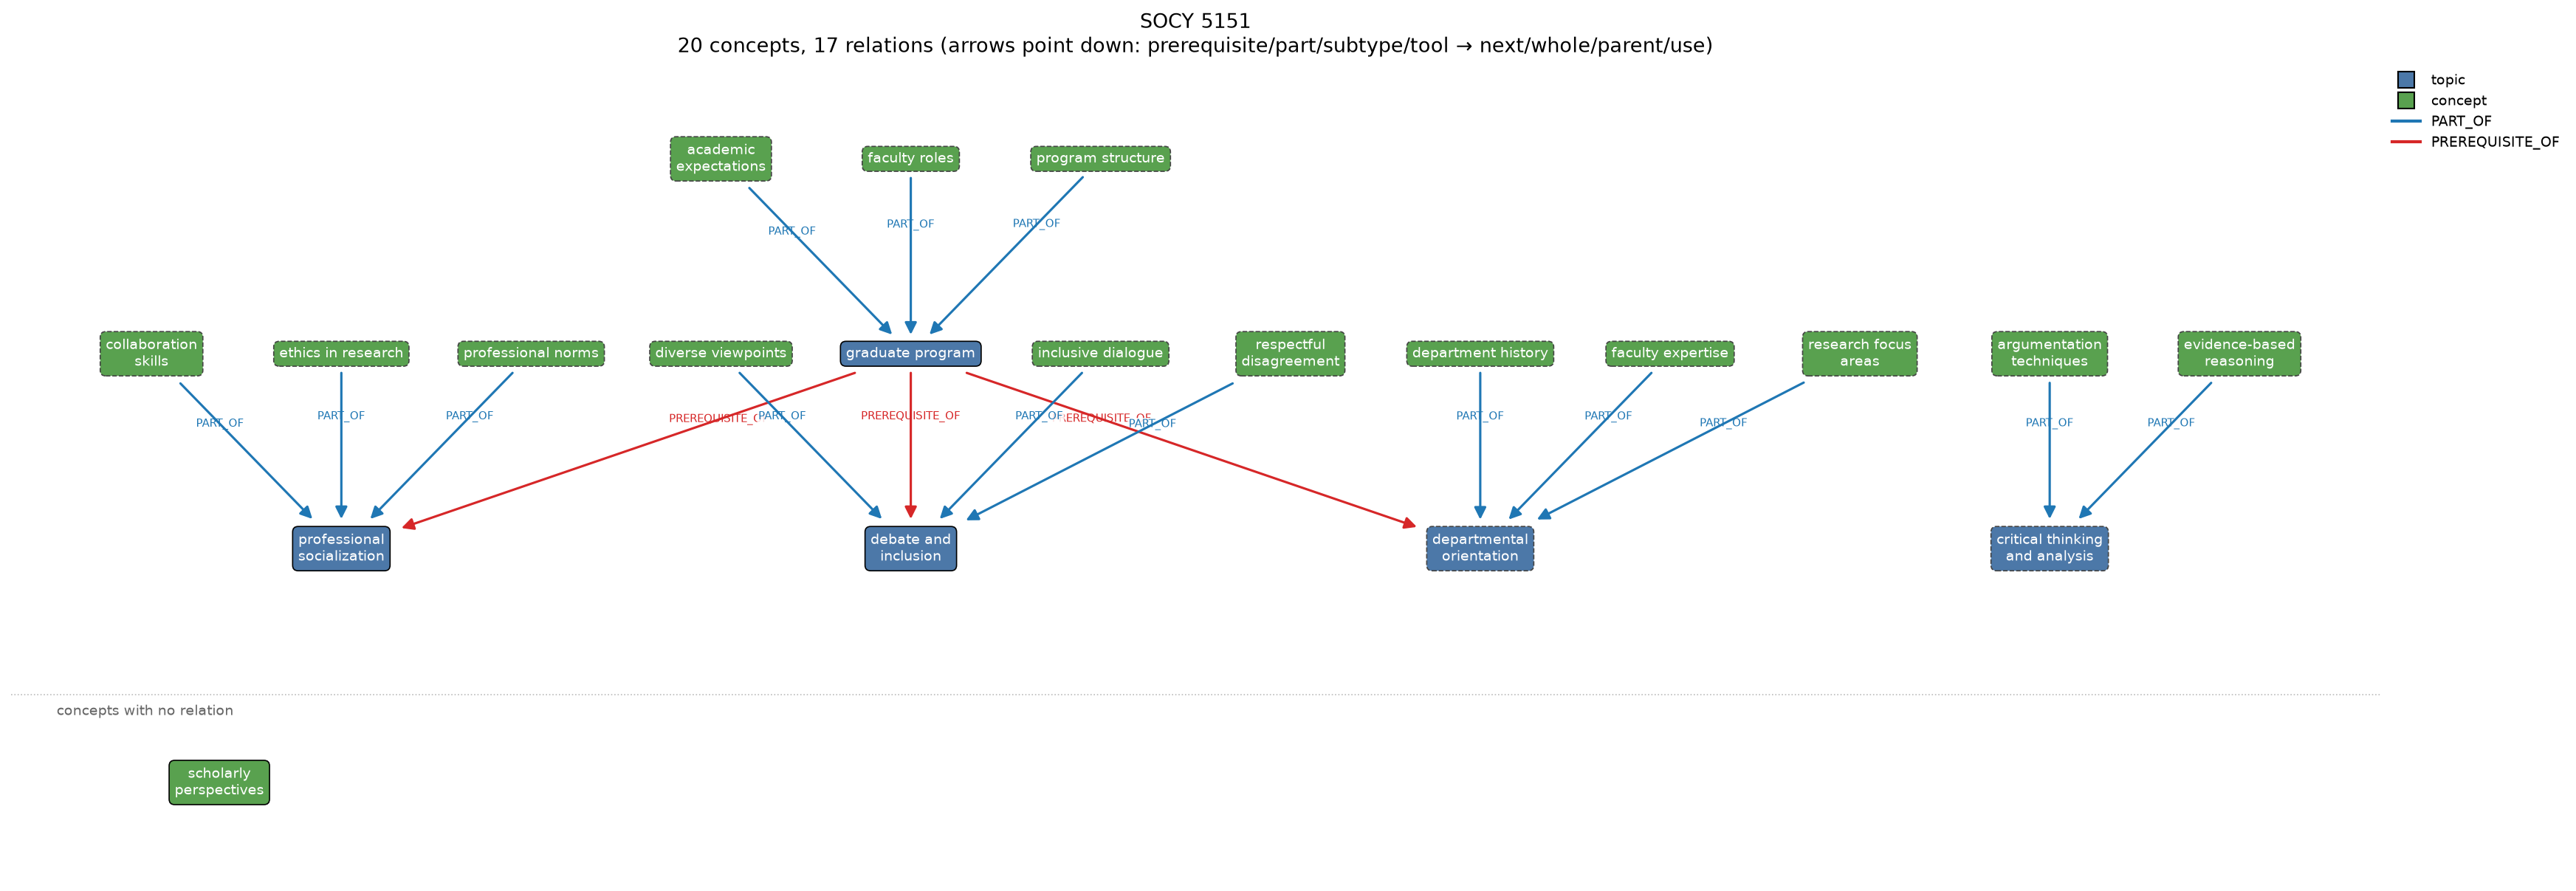 SOCY 5151
20 concepts, 17 relations (arrows point down: prerequisite/part/subtype/tool → next/whole/parent/use)
topic
concept
PART_OF
PREREQUISITE_OF
academic
expectations
faculty roles
program structure
PART_OF
PART_OF
PART_OF
collaboration
skills
ethics in research
professional norms
diverse viewpoints
graduate program
inclusive dialogue
respectful
disagreement
department history
faculty expertise
research focus
areas
argumentation
techniques
evidence-based
reasoning
PART_OF
PART_OF
PART_OF
PART_OF
PREREQUISITE_OF
PART_OF
PART_OF
PART_OF
PART_OF
PART_OF
PART_OF
PART_OF
professional
socialization
debate and
inclusion
departmental
orientation
critical thinking
and analysis
concepts with no relation
scholarly
perspectives